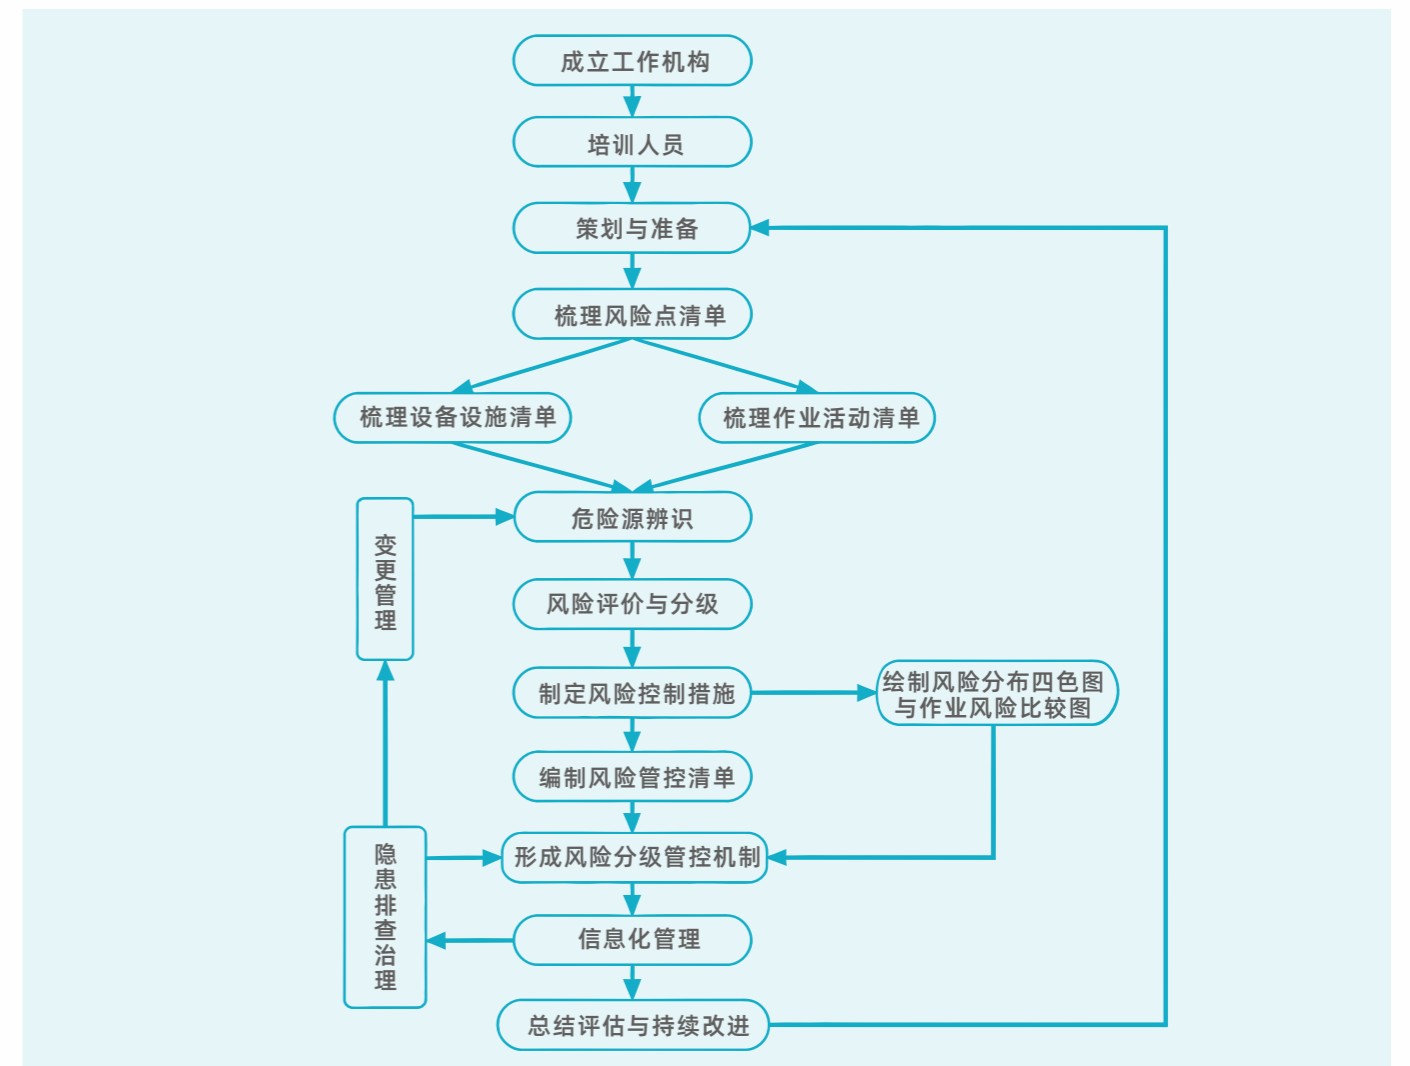 成立工作机构
培训人员
策划与准备
梳理风险点清单
梳理设备设施清单
梳理作业活动清单
危险源辨识
变更管理
风险评价与分级
制定风险控制措施
绘制风险分布四色图
与作业风险比较图
编制风险管控清单
形成风险分级管控机制
隐患排查治理
信息化管理
总结评估与持续改进